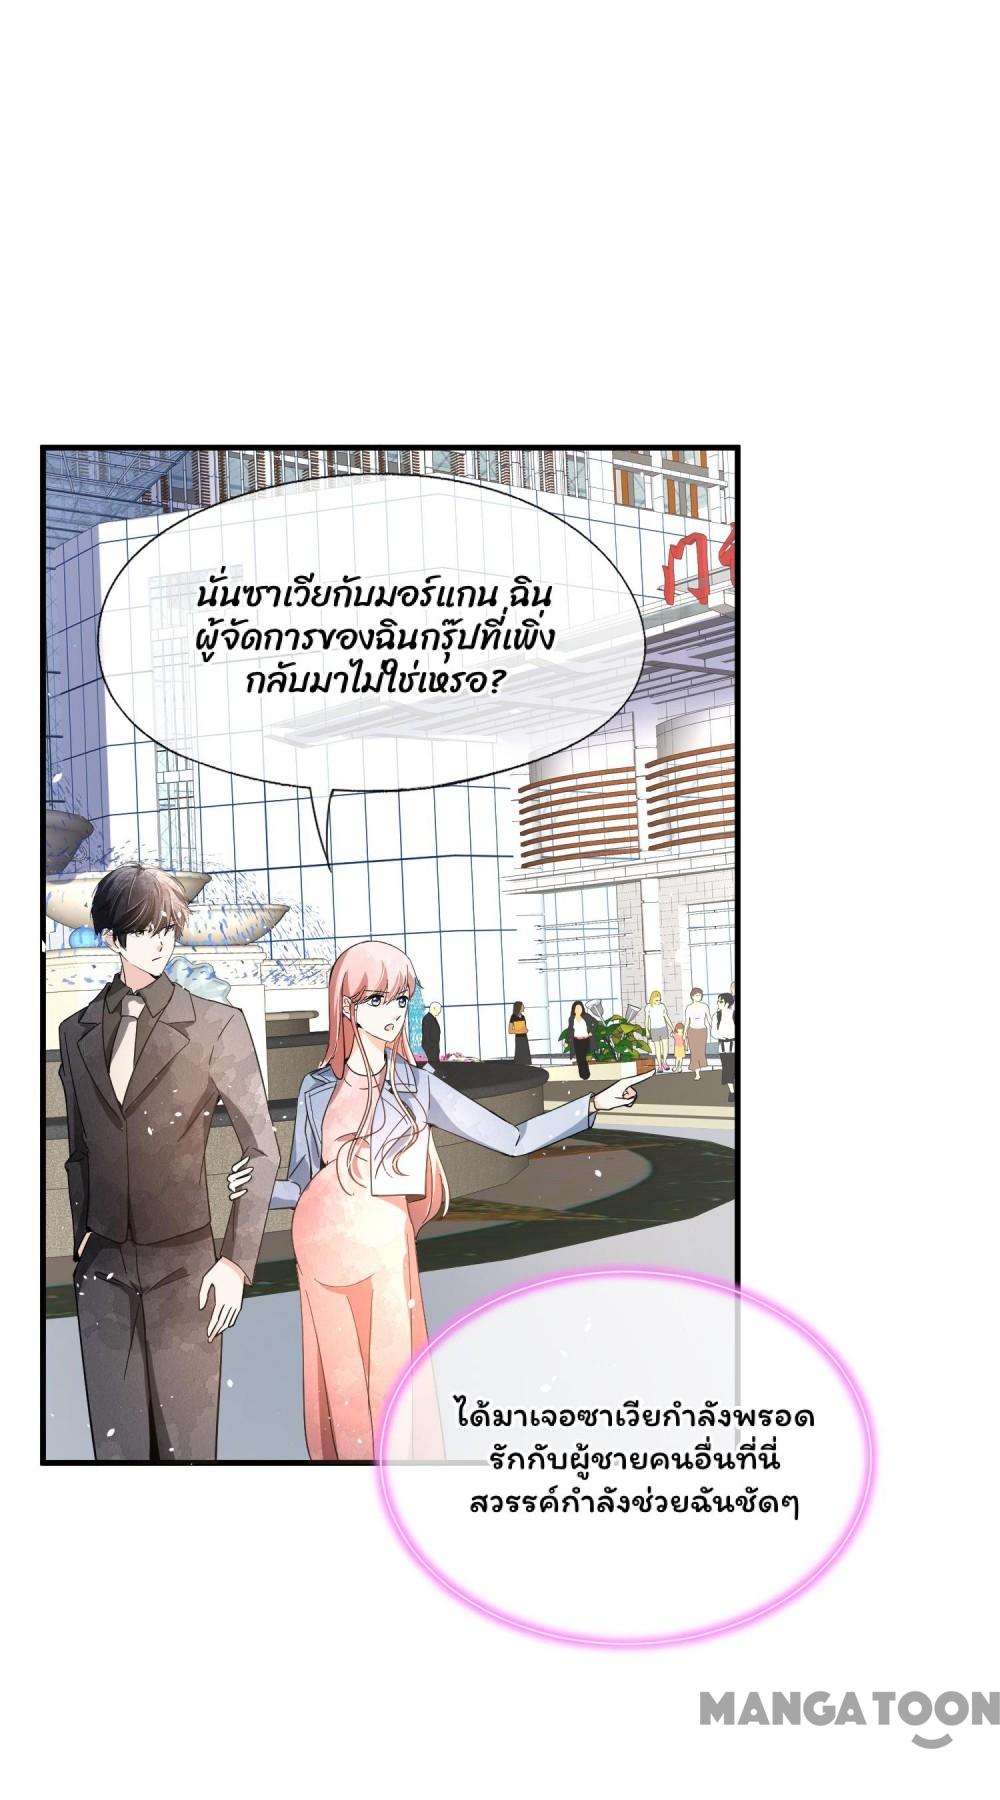 นั่นซาเวียกับมอร์แกน ฉิน
ผู้จัดการของฉินกรุ๊ปที่เพิ่ง
กลับมาไม่ใช่เหรอ?
ได้มาเจอซาเวียกำลังพรอด
รักกับผู้ชายคนอื่นที่นี่
สวรรค์กำลังช่วยฉันชัดๆ
MANGATOON